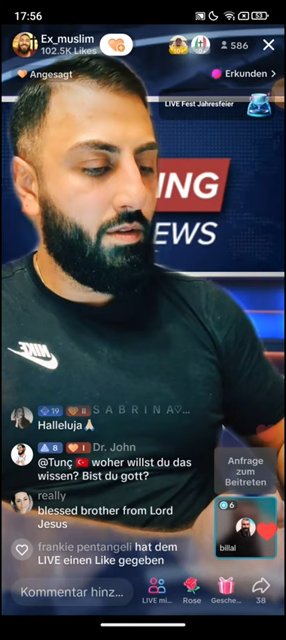 17:56
53
Ex_muslim
102.5K Likes
586
Angesagt
Erkunden >
LIVE Fest Jahresfeier
ING
EWS
19 II S A B R I N A♡...
Halleluja🙏🏻
8 I Dr. John
@Tunç 🇹🇷 woher willst du das
wissen? Bist du gott?
really
blessed brother from Lord
Jesus
frankie pentangeli hat dem
LIVE einen Like gegeben
Anfrage
zum
Beitreten
6
billal
Kommentar hinz...
LIVE mi...
Rose
Gesche...
38